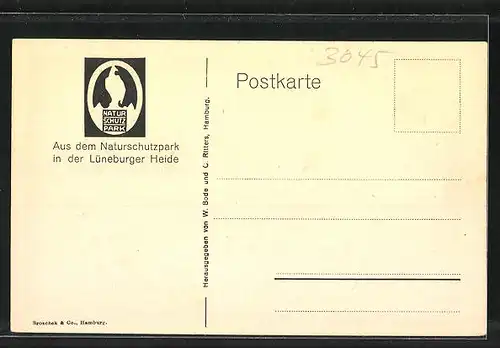 3045
Postkarte
NATUR
SCHUTZ
PARK
Aus dem Naturschutzpark
in der Lüneburger Heide
Herausgegeben von W. Bode und C. Ritters, Hamburg.
Broschek & Co., Hamburg.